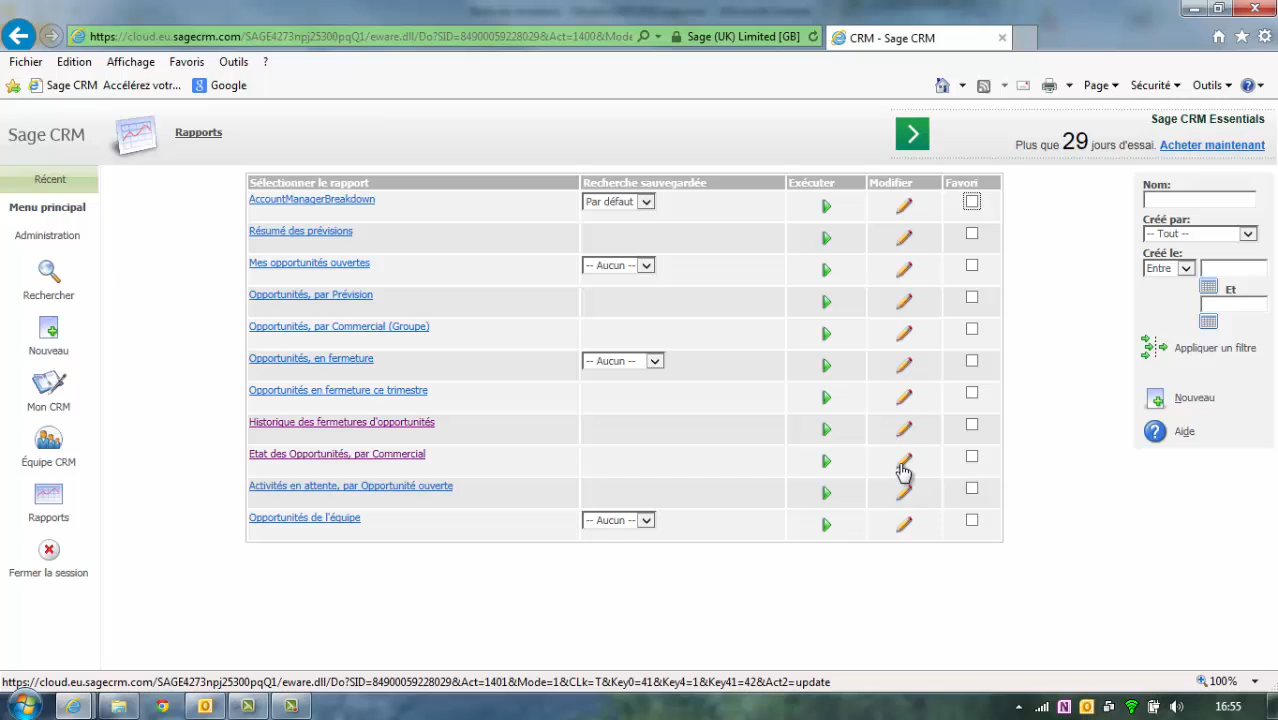 https://cloud.eu.sagecrm.com/SAGE4273npj25300pqQ1/eware.dll/Do?SID=84900059228029&Act=1400&Mode
Sage (UK) Limited [GB]
CRM - Sage CRM
Fichier Edition Affichage Favoris Outils ?
Sage CRM Accélérez votr... Google
Page Sécurité Outils
Sage CRM
Rapports
Sage CRM Essentials
Plus que 29 jours d'essai. Acheter maintenant
Récent
Menu principal
Administration
Rechercher
Nouveau
Mon CRM
Équipe CRM
Rapports
Fermer la session
Sélectionner le rapport Recherche sauvegardée Exécuter Modifier Favori
AccountManagerBreakdown Par défaut
Résumé des prévisions
Mes opportunités ouvertes -- Aucun --
Opportunités, par Prévision
Opportunités, par Commercial (Groupe)
Opportunités, en fermeture -- Aucun --
Opportunités en fermeture ce trimestre
Historique des fermetures d'opportunités
Etat des Opportunités, par Commercial
Activités en attente, par Opportunité ouverte
Opportunités de l'équipe -- Aucun --
Nom:
Créé par:
-- Tout --
Créé le:
Entre
Et
Appliquer un filtre
Nouveau
Aide
https://cloud.eu.sagecrm.com/SAGE4273npj25300pqQ1/eware.dll/Do?SID=84900059228029&Act=1401&Mode=1&CLk=T&Key0=41&Key4=1&Key41=42&Act2=update
100%
16:55